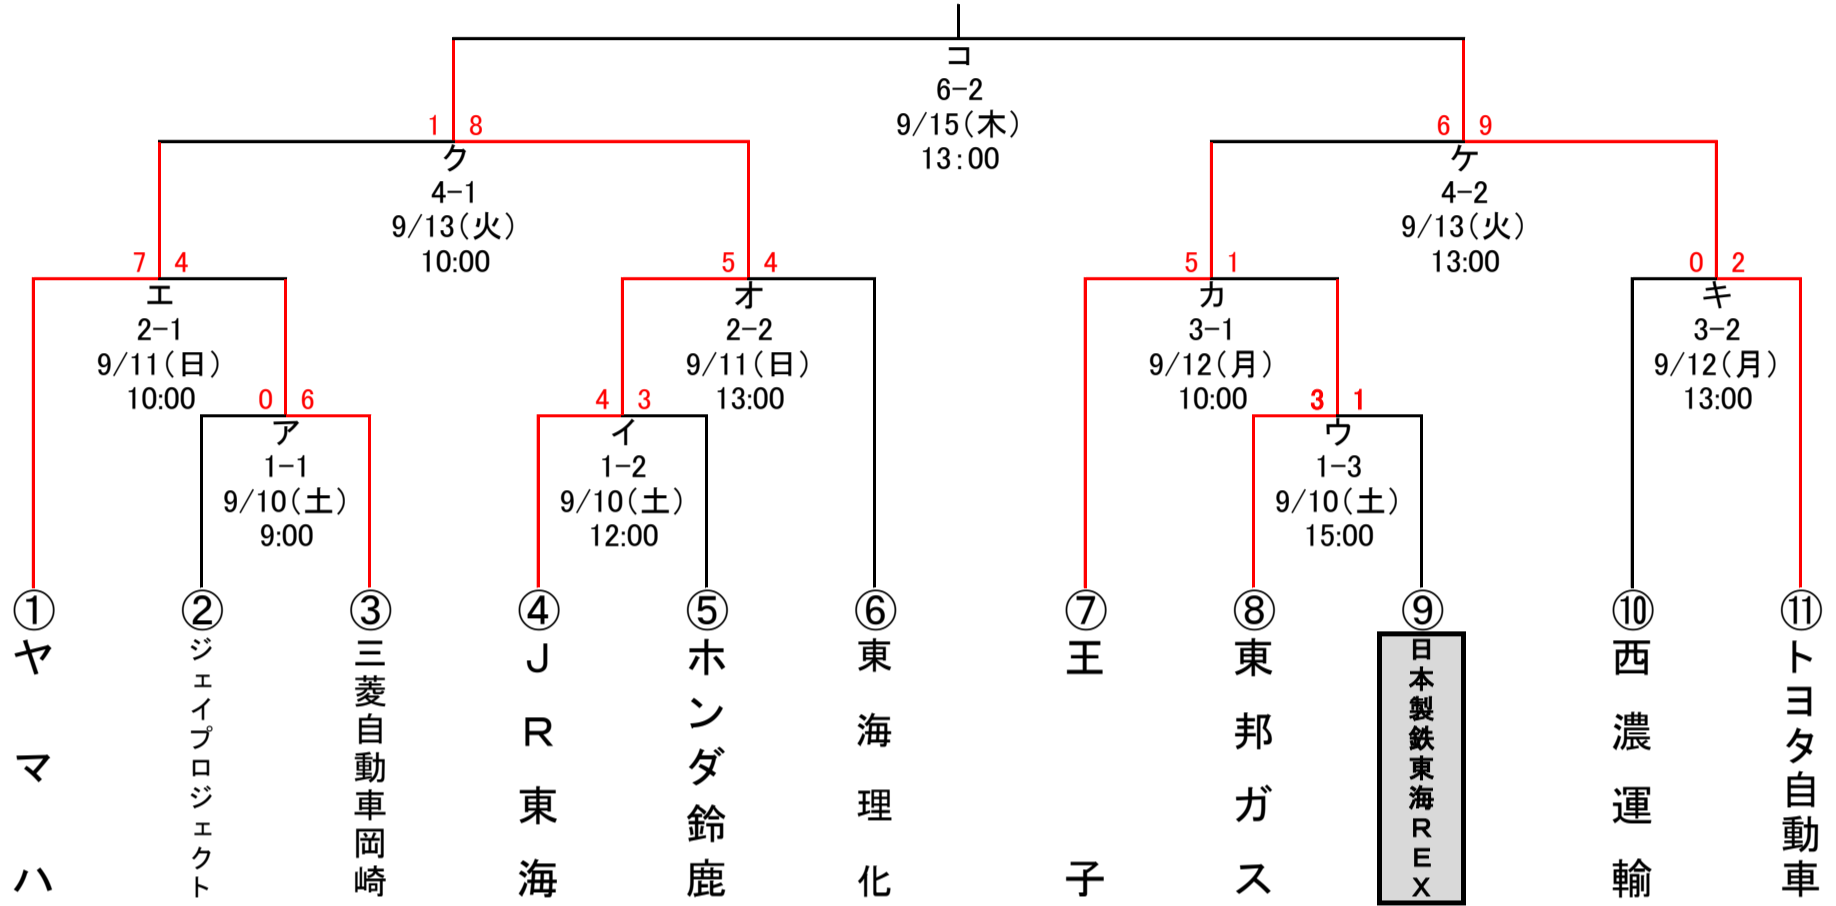 コ
6-2
9/15(木)
13:00
1 8
ク
4-1
9/13(火)
10:00
6 9
ケ
4-2
9/13(火)
13:00
7 4
エ
2-1
9/11(日)
10:00
5 4
オ
2-2
9/11(日)
13:00
5 1
カ
3-1
9/12(月)
10:00
0 2
キ
3-2
9/12(月)
13:00
0 6
ア
1-1
9/10(土)
9:00
4 3
イ
1-2
9/10(土)
12:00
3 1
ウ
1-3
9/10(土)
15:00
①ヤマハ
②ジェイプロジェクト
③三菱自動車岡崎
④JR東海
⑤ホンダ鈴鹿
⑥東海理化
⑦王子
⑧東邦ガス
⑨日本製鉄東海REX
⑩西濃運輸
⑪トヨタ自動車